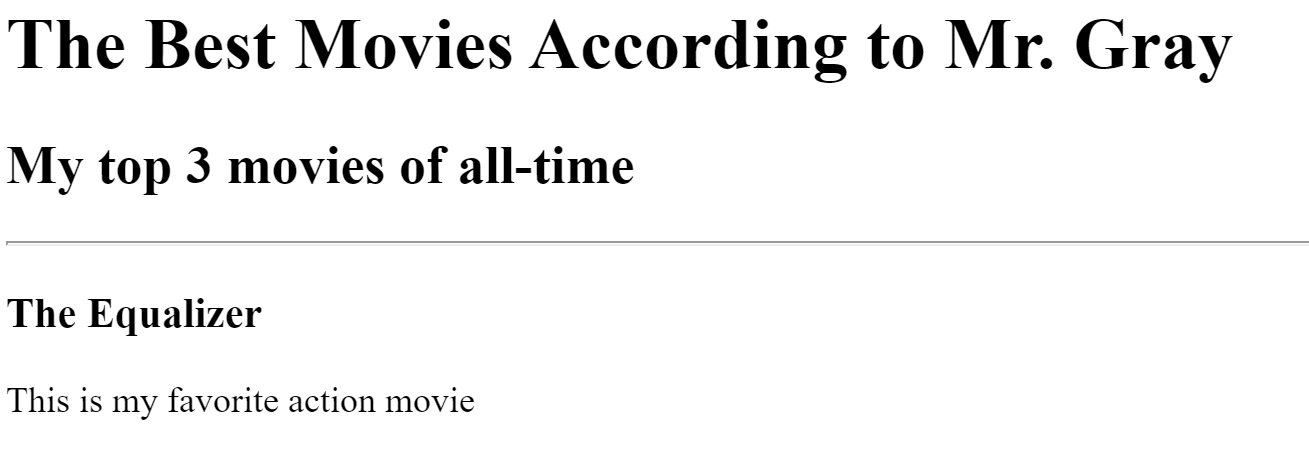 The Best Movies According to Mr. Gray
My top 3 movies of all-time
The Equalizer
This is my favorite action movie